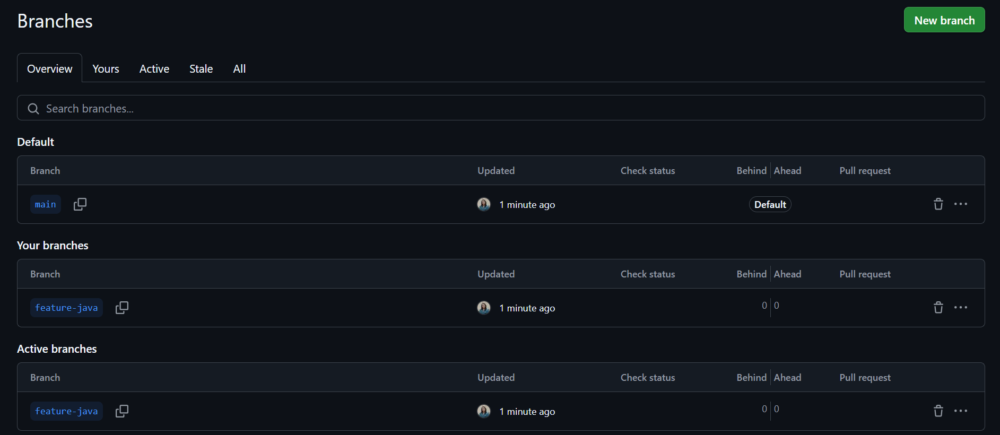 Branches
New branch
Overview Yours Active Stale All
Search branches...
Default
Branch Updated Check status Behind Ahead Pull request
main 1 minute ago Default
Your branches
Branch Updated Check status Behind Ahead Pull request
feature-java 1 minute ago 0 0
Active branches
Branch Updated Check status Behind Ahead Pull request
feature-java 1 minute ago 0 0